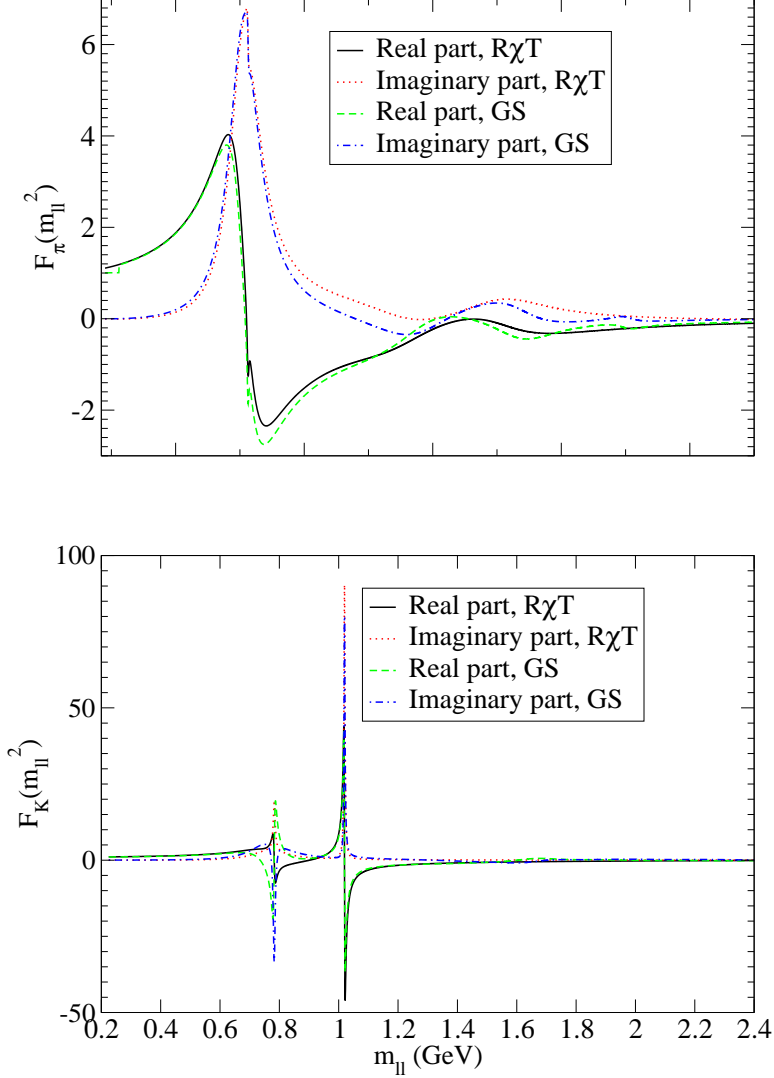 6
4
2
0
-2
F_π(m_ll^2)
Real part, RχT
Imaginary part, RχT
Real part, GS
Imaginary part, GS
100
50
0
-50
F_K(m_ll^2)
Real part, RχT
Imaginary part, RχT
Real part, GS
Imaginary part, GS
0.2 0.4 0.6 0.8 1 1.2 1.4 1.6 1.8 2 2.2 2.4
m_ll (GeV)